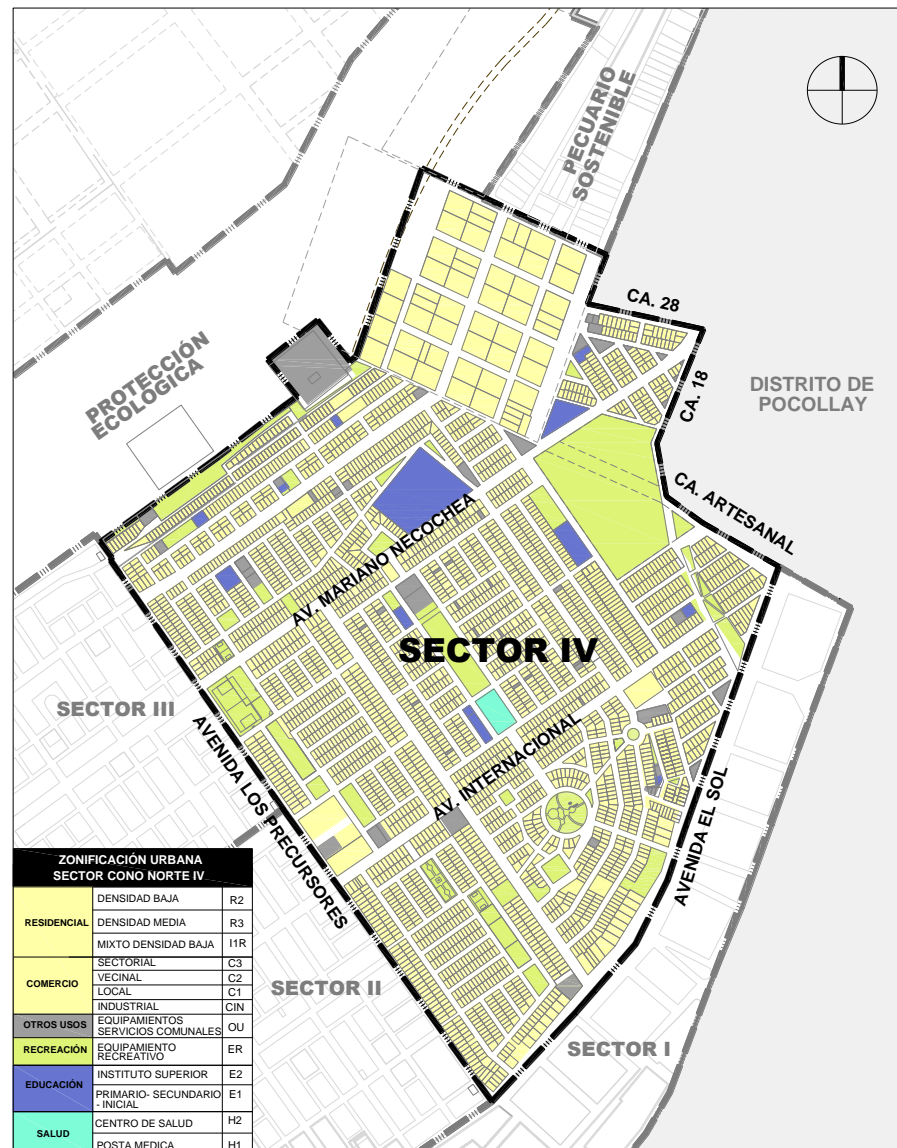 PECUARIO
SOSTENIBLE
CA. 28
CA. 18
PROTECCIÓN
ECOLÓGICA
DISTRITO DE
POCOLLAY
CA. ARTESANAL
AV. MARIANO NECOCHEA
SECTOR IV
SECTOR III
AVENIDA LOS PRECURSORES
AV. INTERNACIONAL
AVENIDA EL SOL
SECTOR II
SECTOR I
ZONIFICACIÓN URBANA
SECTOR CONO NORTE IV
RESIDENCIAL
DENSIDAD BAJA R2
DENSIDAD MEDIA R3
MIXTO DENSIDAD BAJA I1R
COMERCIO
SECTORIAL C3
VECINAL C2
LOCAL C1
INDUSTRIAL CIN
OTROS USOS
EQUIPAMIENTOS
SERVICIOS COMUNALES OU
RECREACIÓN
EQUIPAMIENTO
RECREATIVO ER
EDUCACIÓN
INSTITUTO SUPERIOR E2
PRIMARIO- SECUNDARIO
- INICIAL E1
SALUD
CENTRO DE SALUD H2
POSTA MEDICA H1